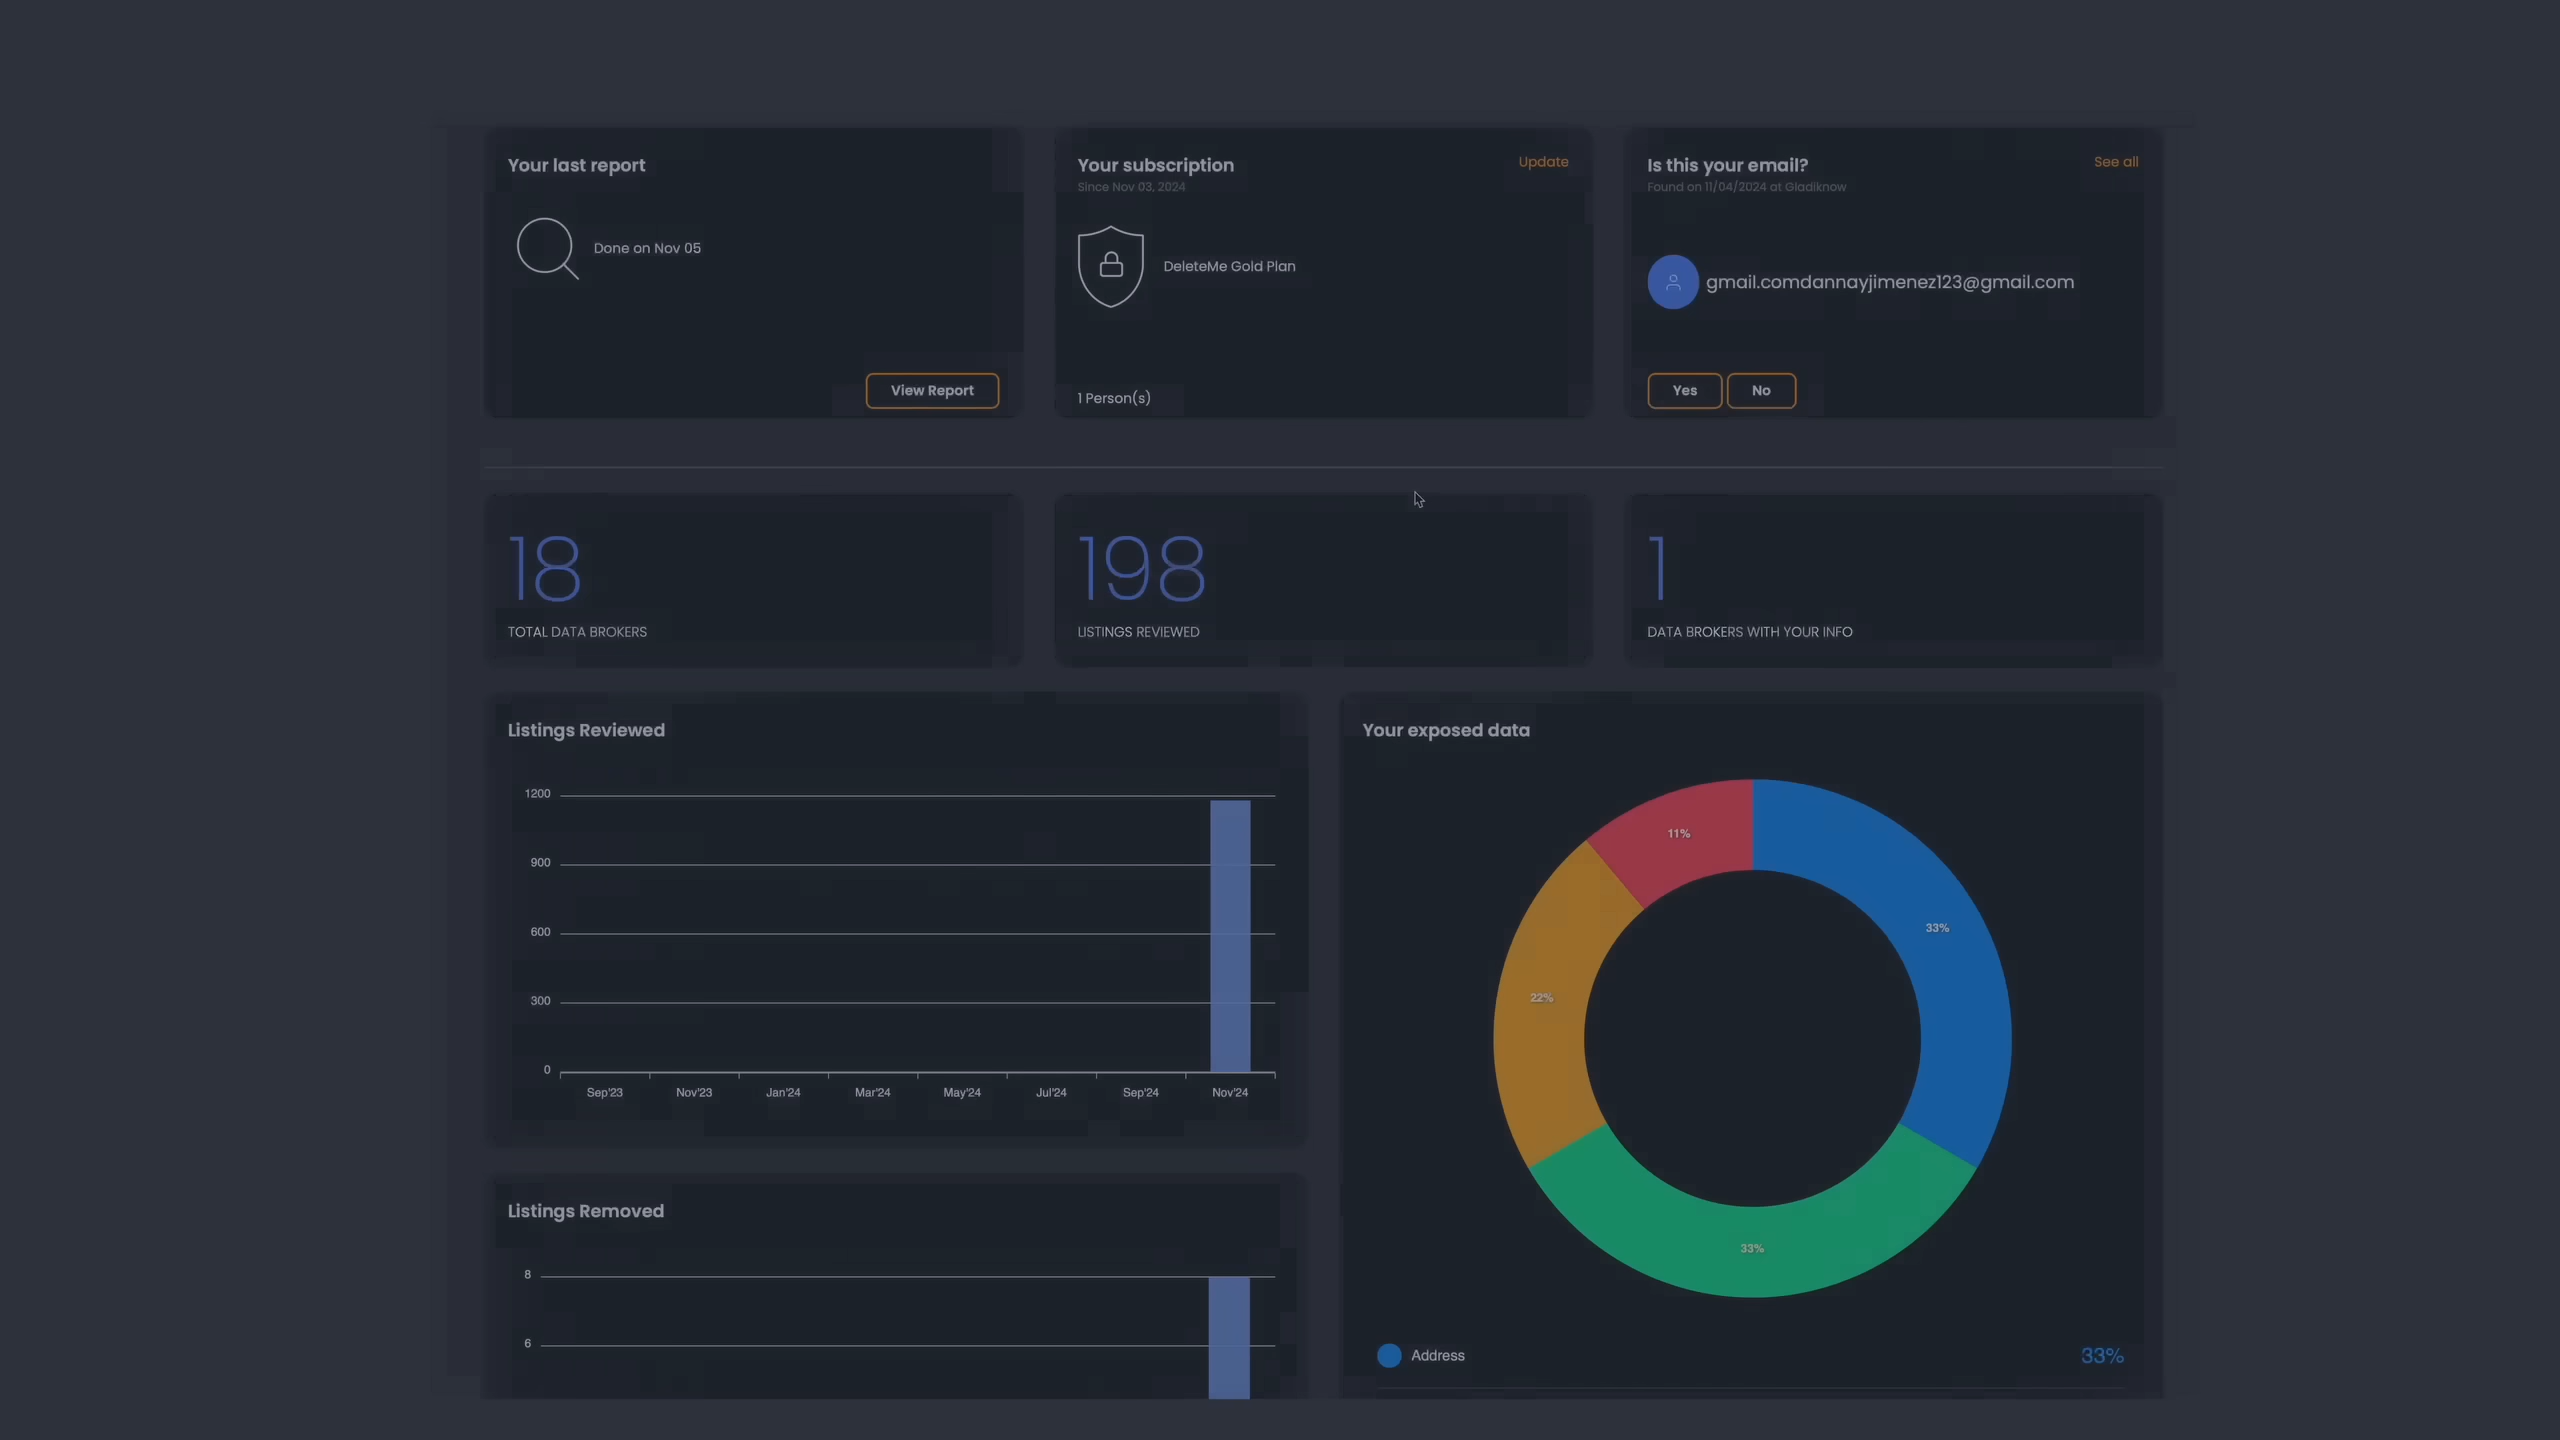 Your last report
Done on Nov 05
View Report
Your subscription
Update
Since Nov 03, 2024
DeleteMe Gold Plan
1 Person(s)
Is this your email?
See all
Found on 11/04/2024 at Gladiknow
gmail.comdannayjimenez123@gmail.com
Yes
No
18
TOTAL DATA BROKERS
198
LISTINGS REVIEWED
1
DATA BROKERS WITH YOUR INFO
Listings Reviewed
1200
900
600
300
0
Sep'23
Nov'23
Jan'24
Mar'24
May'24
Jul'24
Sep'24
Nov'24
Listings Removed
8
6
Your exposed data
11%
33%
22%
33%
Address
33%